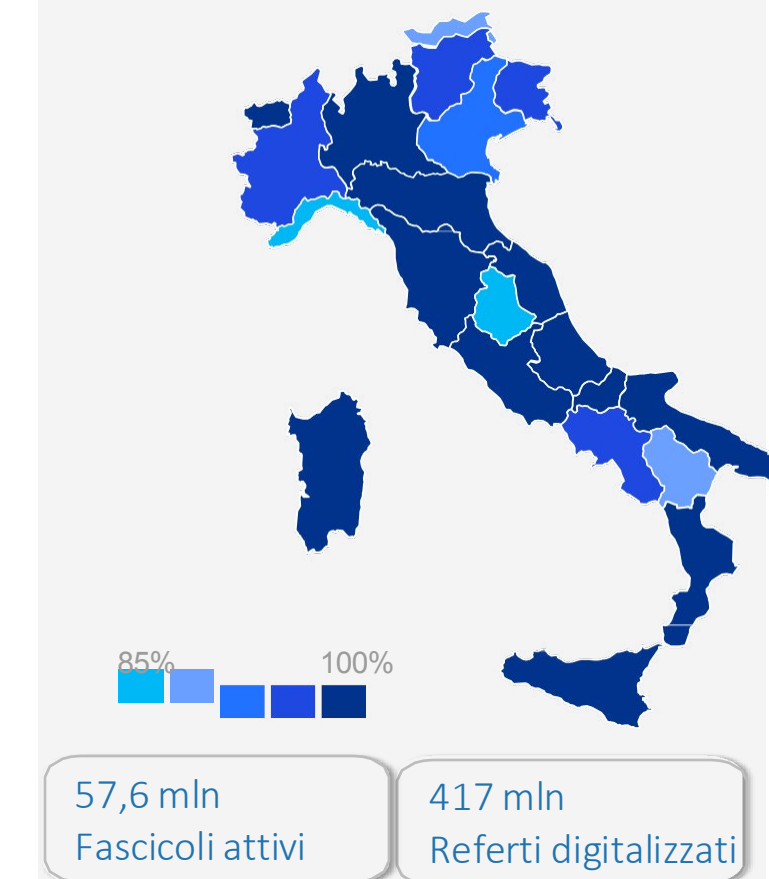 85%
100%
57,6 mln
Fascicoli attivi
417 mln
Referti digitalizzati